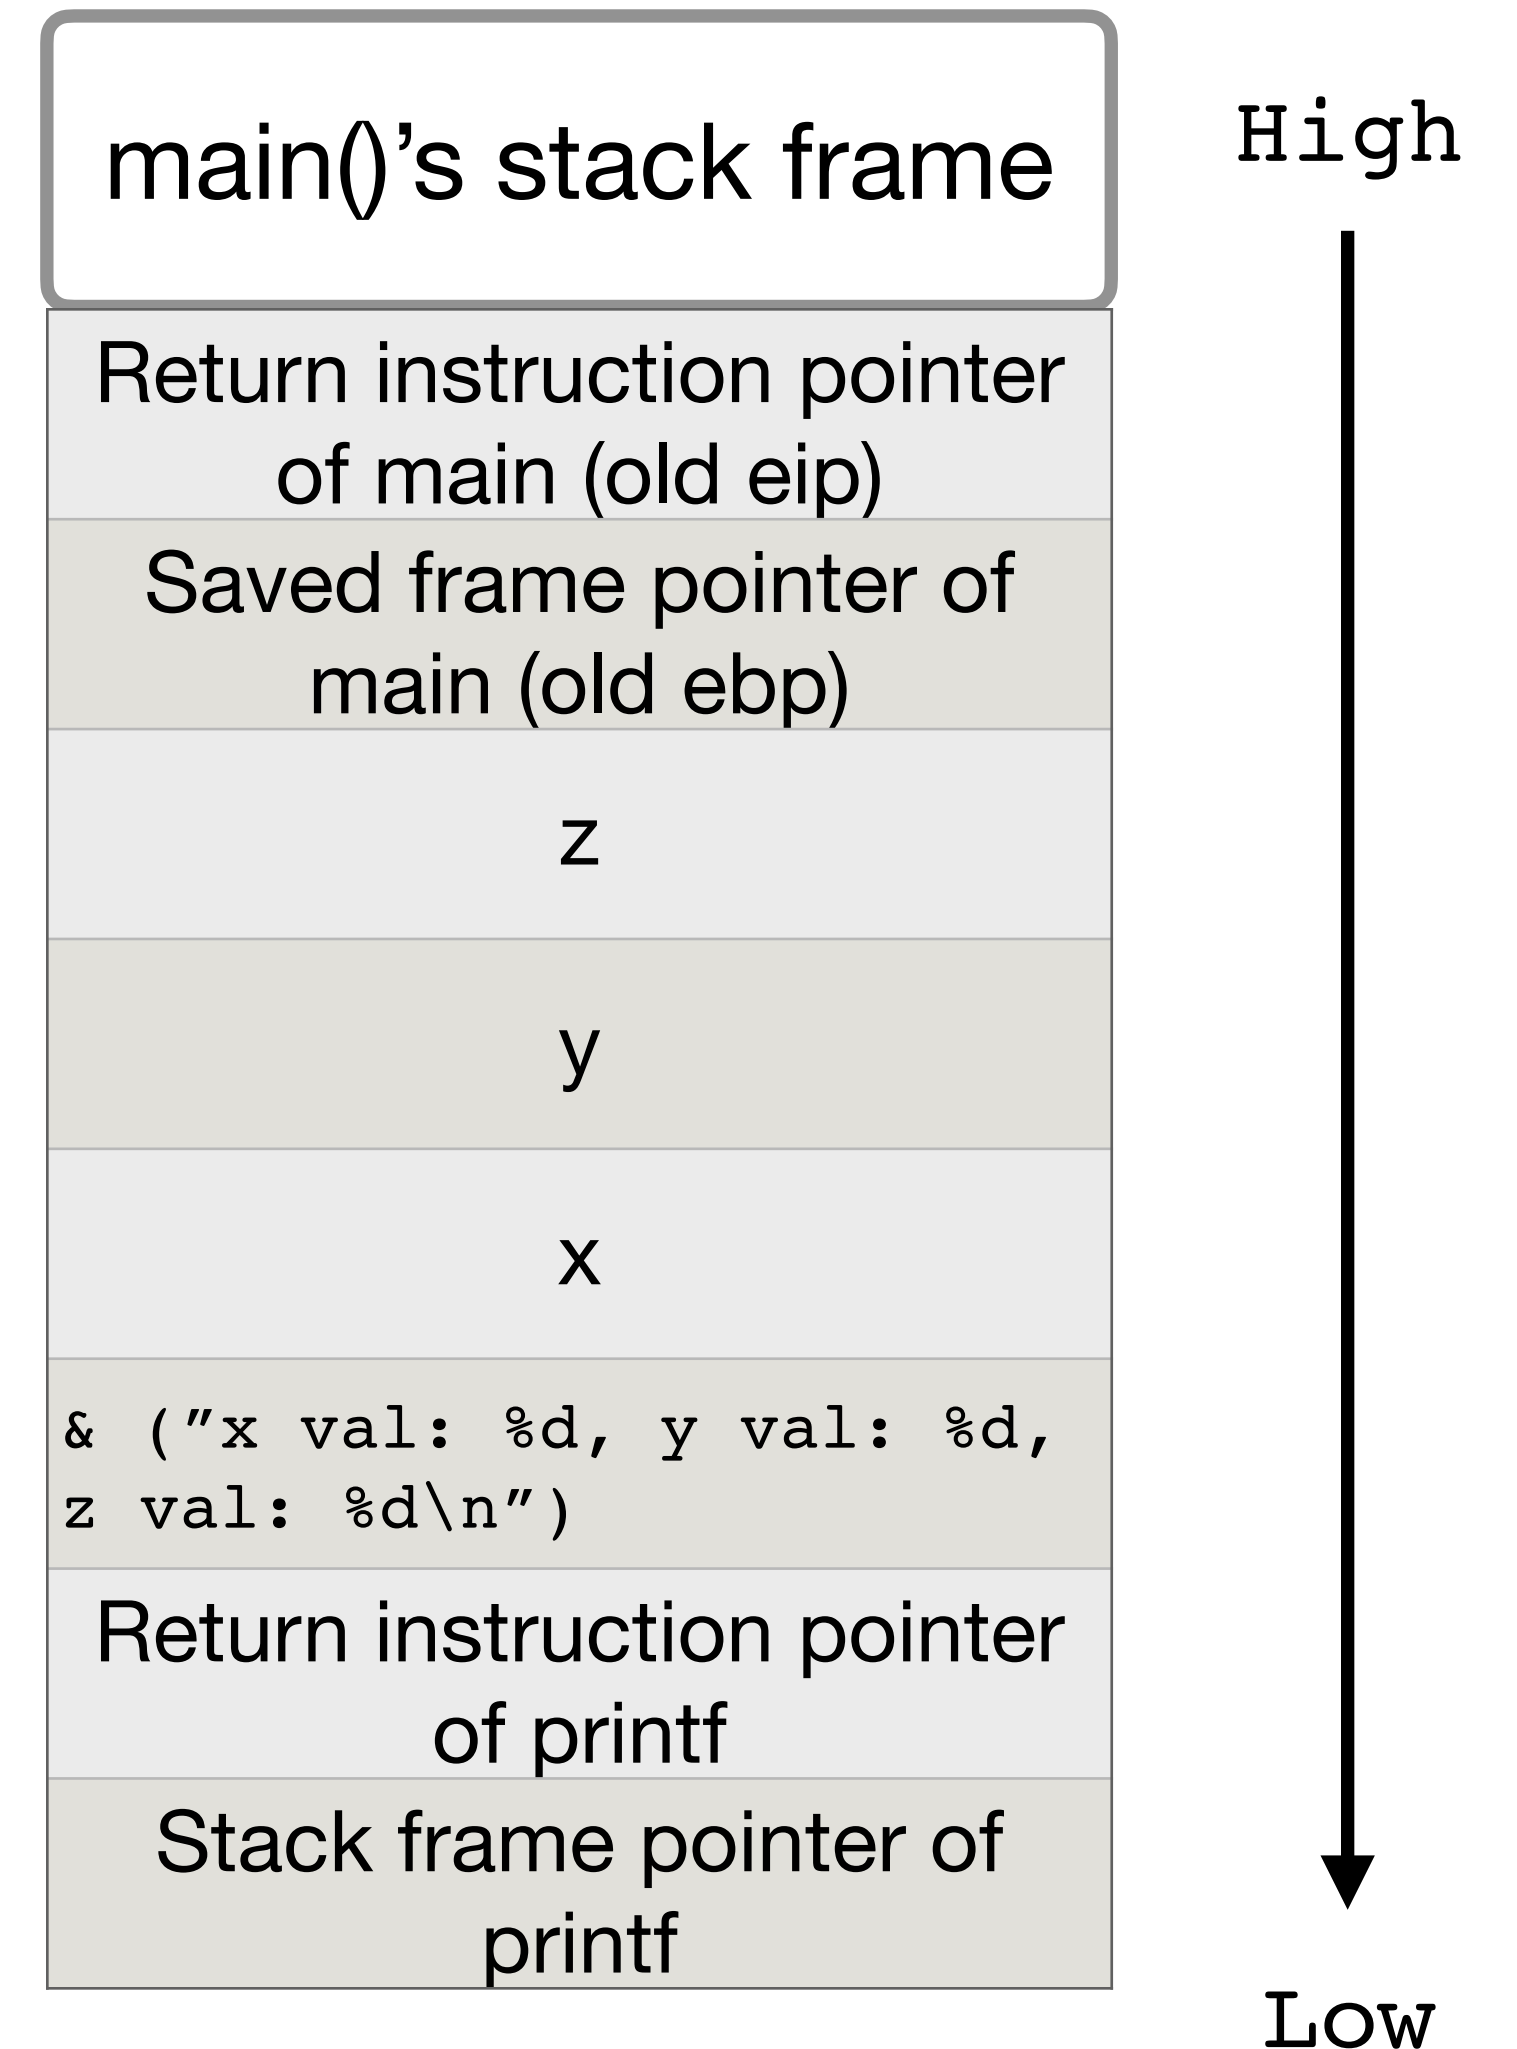 main()’s stack frame
High
Return instruction pointer
of main (old eip)
Saved frame pointer of
main (old ebp)
z
y
x
& (″x val: %d, y val: %d,
z val: %d\n″)
Return instruction pointer
of printf
Stack frame pointer of
printf
Low